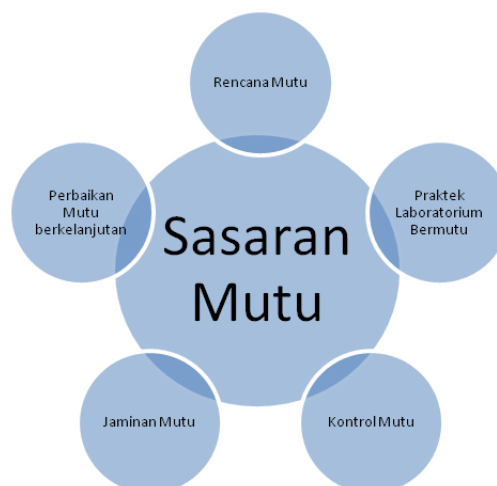 Rencana Mutu
Praktek
Laboratorium
Bermutu
Kontrol Mutu
Jaminan Mutu
Perbaikan
Mutu
berkelanjutan
Sasaran
Mutu